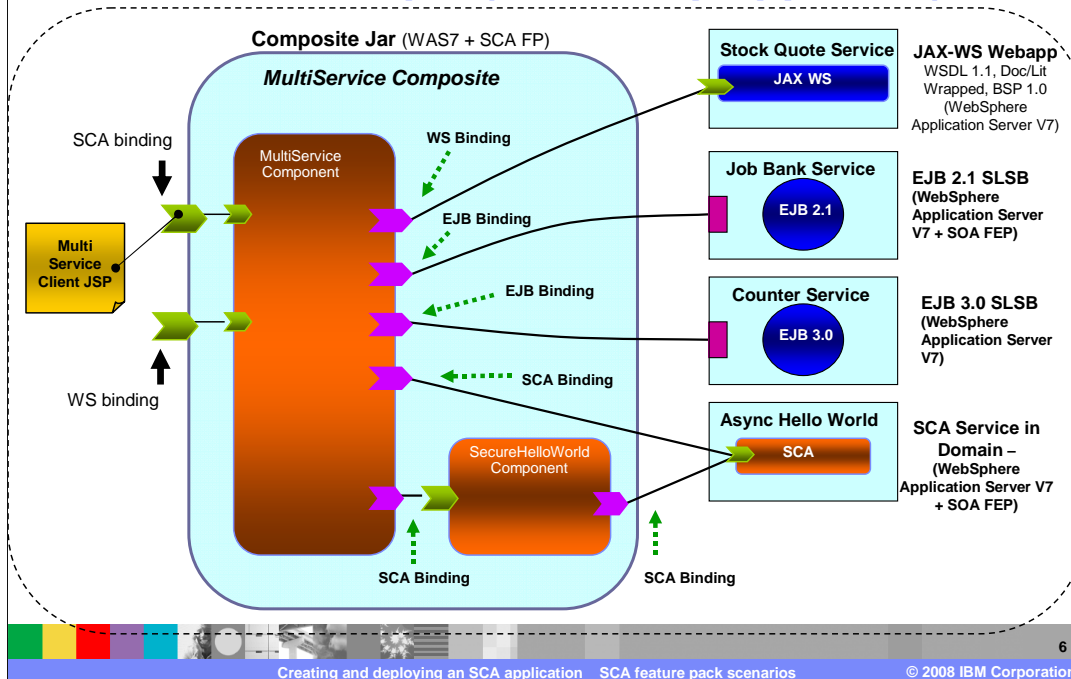 Composite Jar (WAS7 + SCA FP)
MultiService Composite
SCA binding
Multi
Service
Client JSP
WS binding
MultiService
Component
WS Binding
EJB Binding
EJB Binding
SCA Binding
SecureHelloWorld
Component
SCA Binding
SCA Binding
Stock Quote Service
JAX WS
JAX-WS Webapp
WSDL 1.1, Doc/Lit
Wrapped, BSP 1.0
(WebSphere
Application Server V7)
Job Bank Service
EJB 2.1
EJB 2.1 SLSB
(WebSphere
Application Server
V7 + SOA FEP)
Counter Service
EJB 3.0
EJB 3.0 SLSB
(WebSphere
Application Server
V7)
Async Hello World
SCA
SCA Service in
Domain –
(WebSphere
Application Server V7
+ SOA FEP)
6
Creating and deploying an SCA application SCA feature pack scenarios
© 2008 IBM Corporation